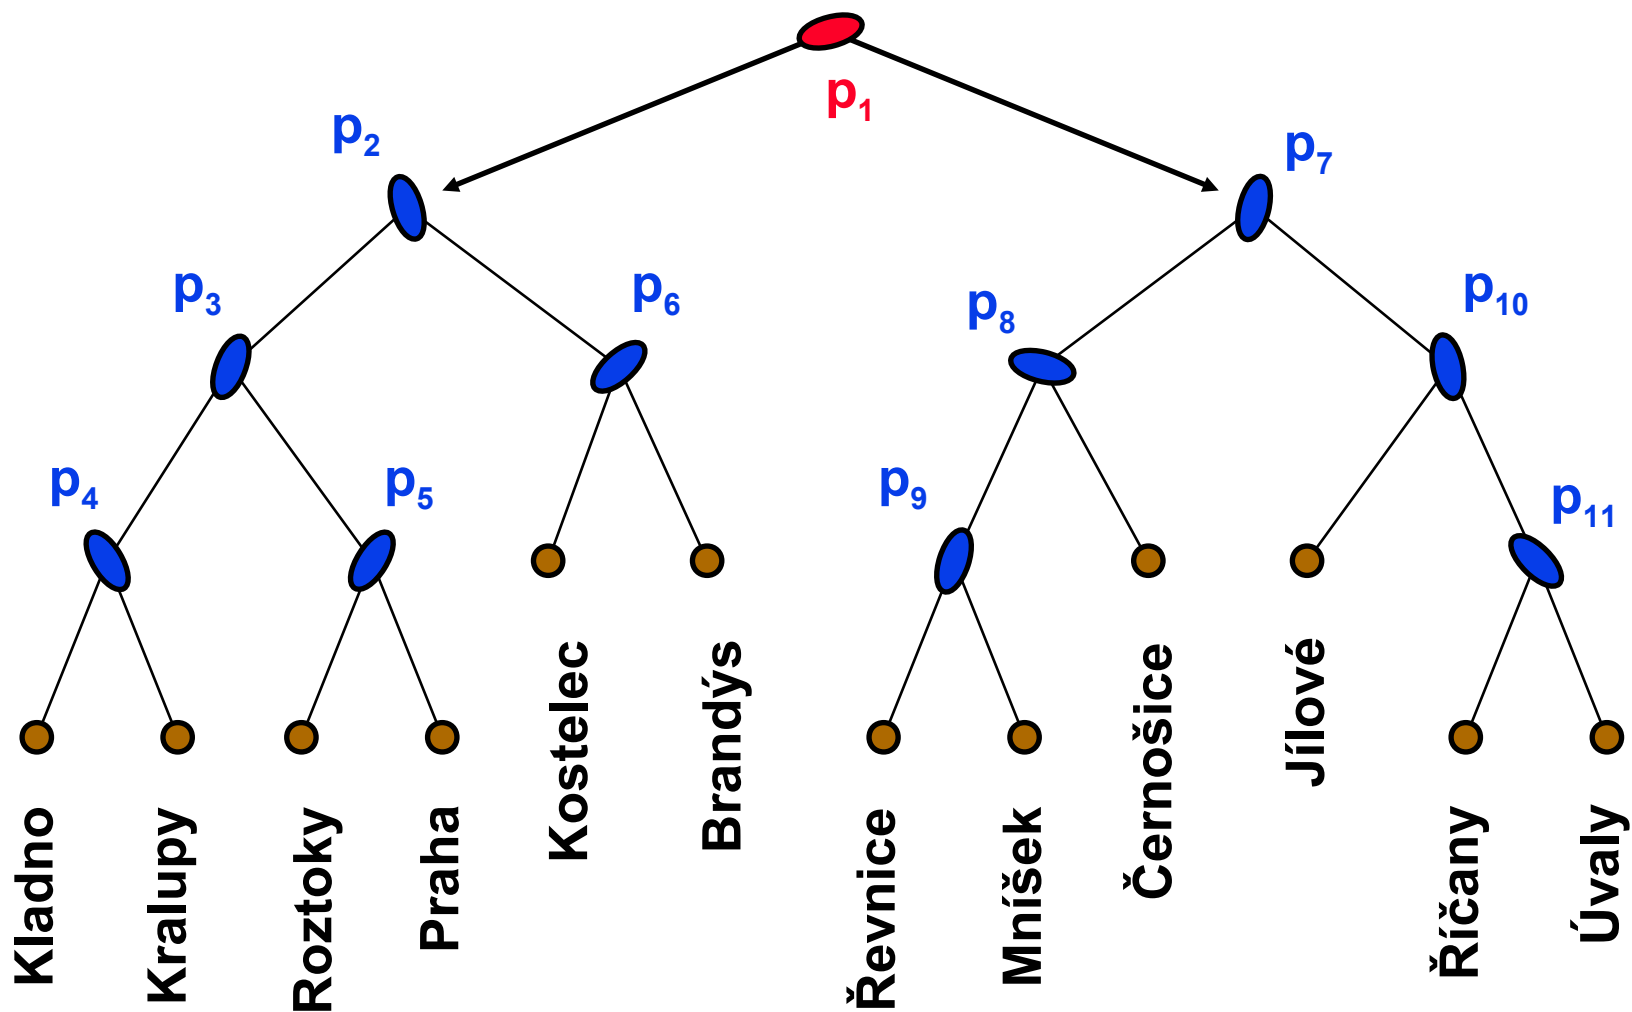 p1
p2
p7
p3
p6
p8
p10
p4
p5
p9
p11
Kladno
Kralupy
Roztoky
Praha
Kostelec
Brandýs
Řevnice
Mníšek
Černošice
Jílové
Říčany
Úvaly